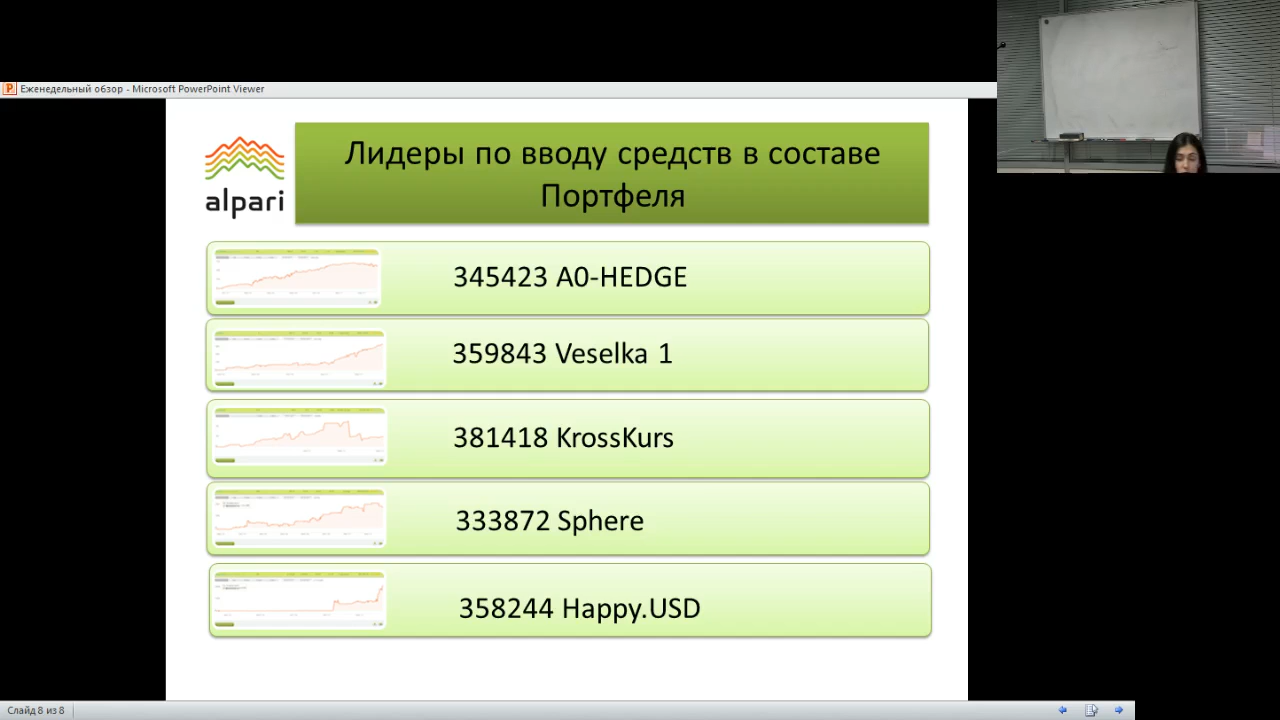 Еженедельный обзор - Microsoft PowerPoint Viewer
alpari
Лидеры по вводу средств в составе
Портфеля
345423 A0-HEDGE
359843 Veselka 1
381418 KrossKurs
333872 Sphere
358244 Happy.USD
Слайд 8 из 8